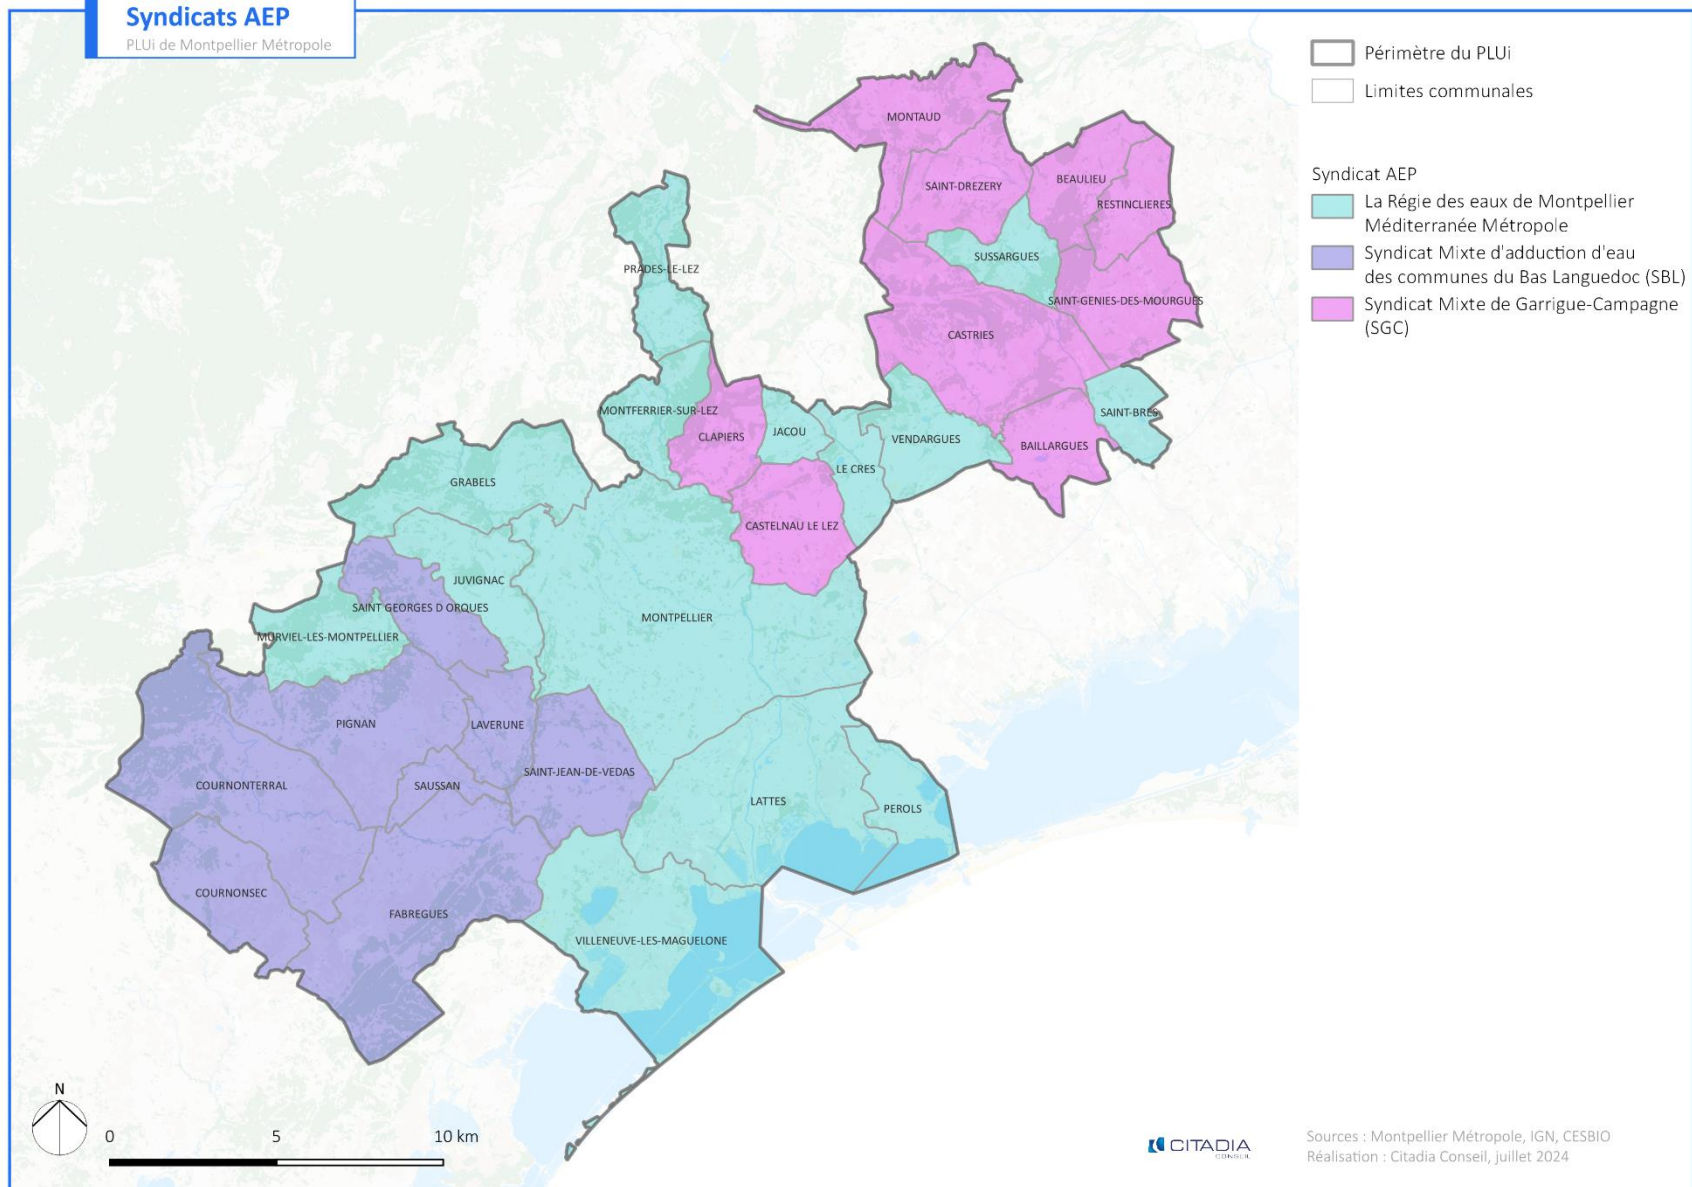 Syndicats AEP
PLUi de Montpellier Métropole
Périmètre du PLUi
Limites communales
Syndicat AEP
La Régie des eaux de Montpellier
Méditerranée Métropole
Syndicat Mixte d'adduction d'eau
des communes du Bas Languedoc (SBL)
Syndicat Mixte de Garrigue-Campagne
(SGC)
MONTAUD
SAINT-DREZERY
BEAULIEU
RESTINCLIERES
SUSSARGUES
PRADES-LE-LEZ
SAINT-GENIES-DES-MOURGUES
CASTRIES
MONTFERRIER-SUR-LEZ
SAINT-BRES
CLAPIERS
JACOU
VENDARGUES
BAILLARGUES
LE CRES
GRABELS
CASTELNAU LE LEZ
JUVIGNAC
SAINT GEORGES D ORQUES
MONTPELLIER
MURVIEL-LES-MONTPELLIER
PIGNAN
LAVERUNE
SAINT-JEAN-DE-VEDAS
COURNONTERRAL
SAUSSAN
LATTES
PEROLS
COURNONSEC
FABREGUES
VILLENEUVE-LES-MAGUELONE
N
0 5 10 km
CITADIA
CONSEIL
Sources : Montpellier Métropole, IGN, CESBIO
Réalisation : Citadia Conseil, juillet 2024